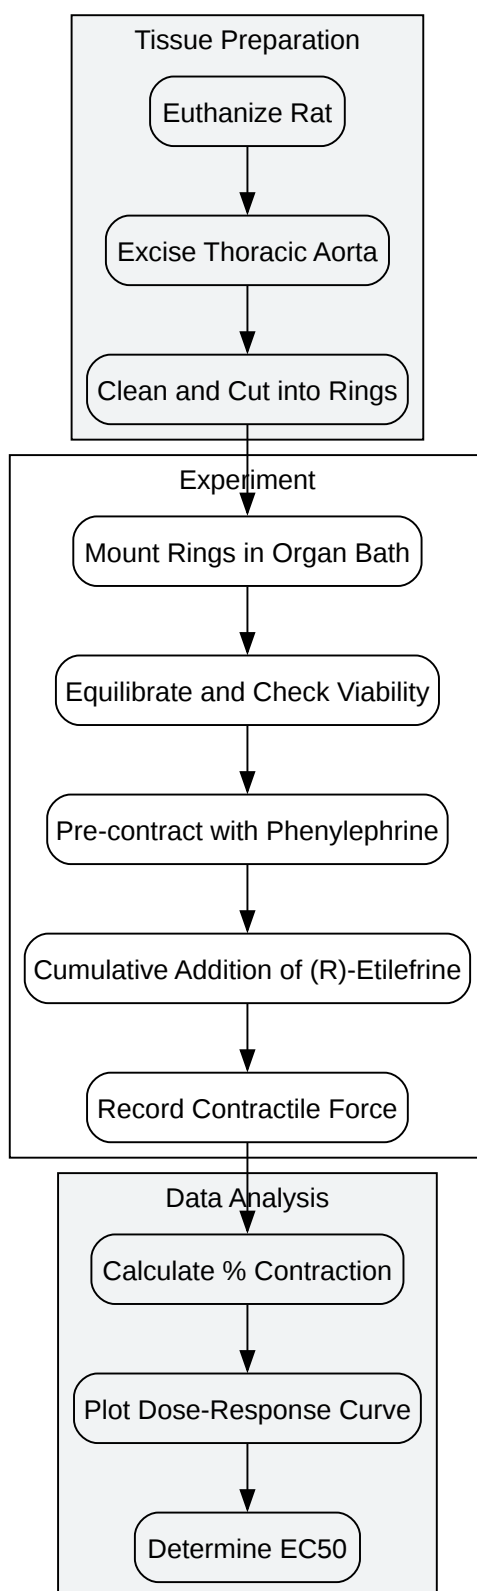 Tissue Preparation
Euthanize Rat
Excise Thoracic Aorta
Clean and Cut into Rings
Experiment
Mount Rings in Organ Bath
Equilibrate and Check Viability
Pre-contract with Phenylephrine
Cumulative Addition of (R)-Etilefrine
Record Contractile Force
Data Analysis
Calculate % Contraction
Plot Dose-Response Curve
Determine EC50